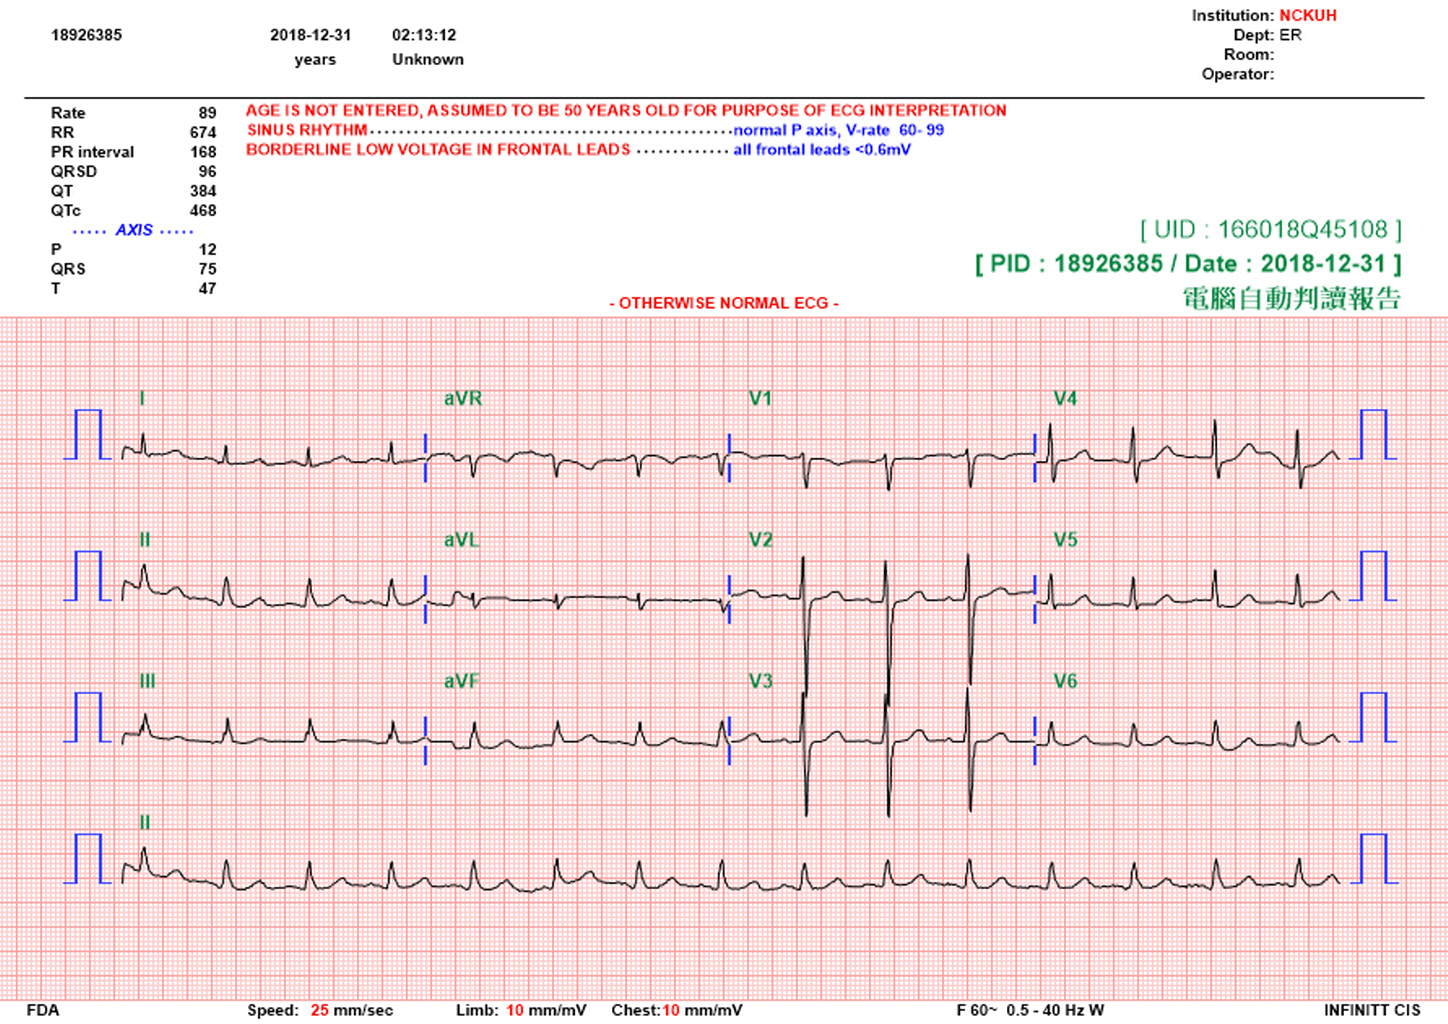 Institution: NCKUH
18926385 2018-12-31 02:13:12 Dept: ER
years Unknown Room:
Operator:
Rate 89 AGE IS NOT ENTERED, ASSUMED TO BE 50 YEARS OLD FOR PURPOSE OF ECG INTERPRETATION
RR 674 SINUS RHYTHM normal P axis, V-rate 60- 99
PR interval 168 BORDERLINE LOW VOLTAGE IN FRONTAL LEADS all frontal leads <0.6mV
QRSD 96
QT 384
QTc 468
AXIS
P 12
QRS 75
T 47
[ UID : 166018Q45108 ]
[ PID : 18926385 / Date : 2018-12-31 ]
電腦自動判讀報告
- OTHERWISE NORMAL ECG -
I aVR V1 V4
II aVL V2 V5
III aVF V3 V6
II
FDA Speed: 25 mm/sec Limb: 10 mm/mV Chest:10 mm/mV F 60~ 0.5 - 40 Hz W INFINITT CIS